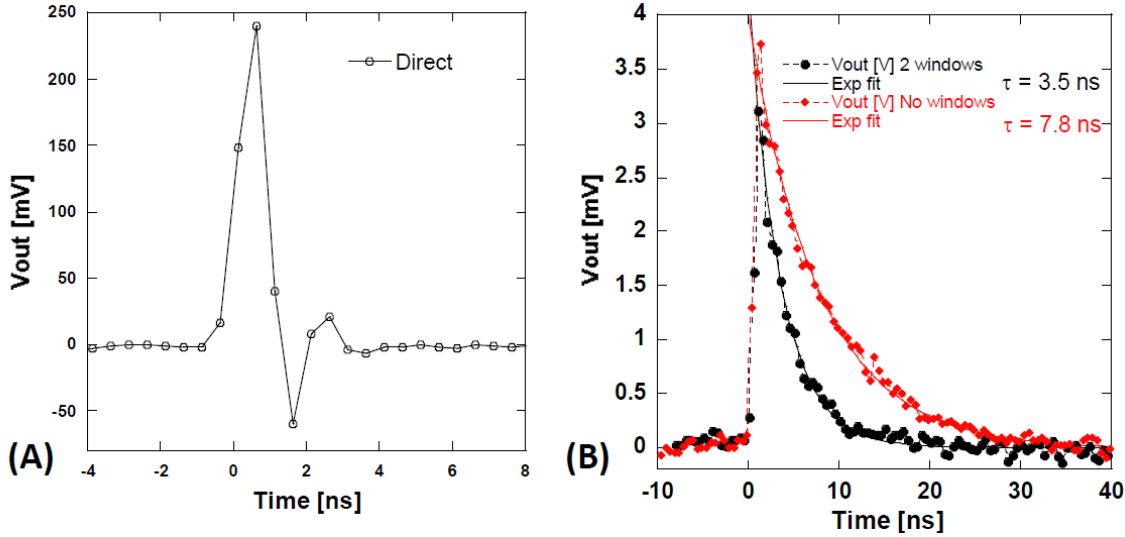 250
200
150
100
50
0
-50
Vout [mV]
Direct
-4
-2
0
2
4
6
8
Time [ns]
(A)
4
3.5
3
2.5
2
1.5
1
0.5
0
Vout [mV]
Vout [V] 2 windows
Exp fit
Vout [V] No windows
Exp fit
τ = 3.5 ns
τ = 7.8 ns
-10
0
10
20
30
40
Time [ns]
(B)